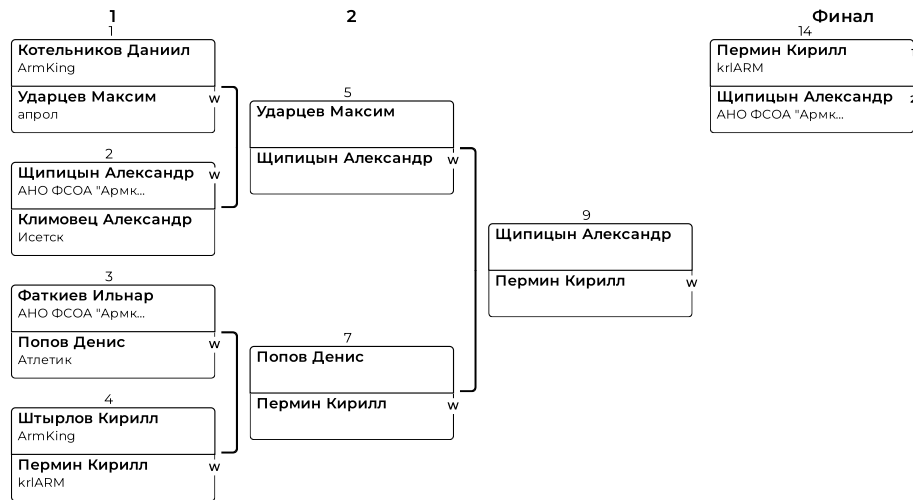 1
1
Котельников Даниил
ArmKing
Ударцев Максим
w
апрол
2
Щипицын Александр
w
АНО ФСОА "Армк...
Климовец Александр
Исетск
3
Фаткиев Ильнар
АНО ФСОА "Армк...
Попов Денис
w
Атлетик
4
Штырлов Кирилл
ArmKing
Пермин Кирилл
w
krlARM
2
5
Ударцев Максим
Щипицын Александр
w
7
Попов Денис
Пермин Кирилл
w
9
Щипицын Александр
Пермин Кирилл
w
Финал
14
Пермин Кирилл
krlARM
Щипицын Александр
АНО ФСОА "Армк...